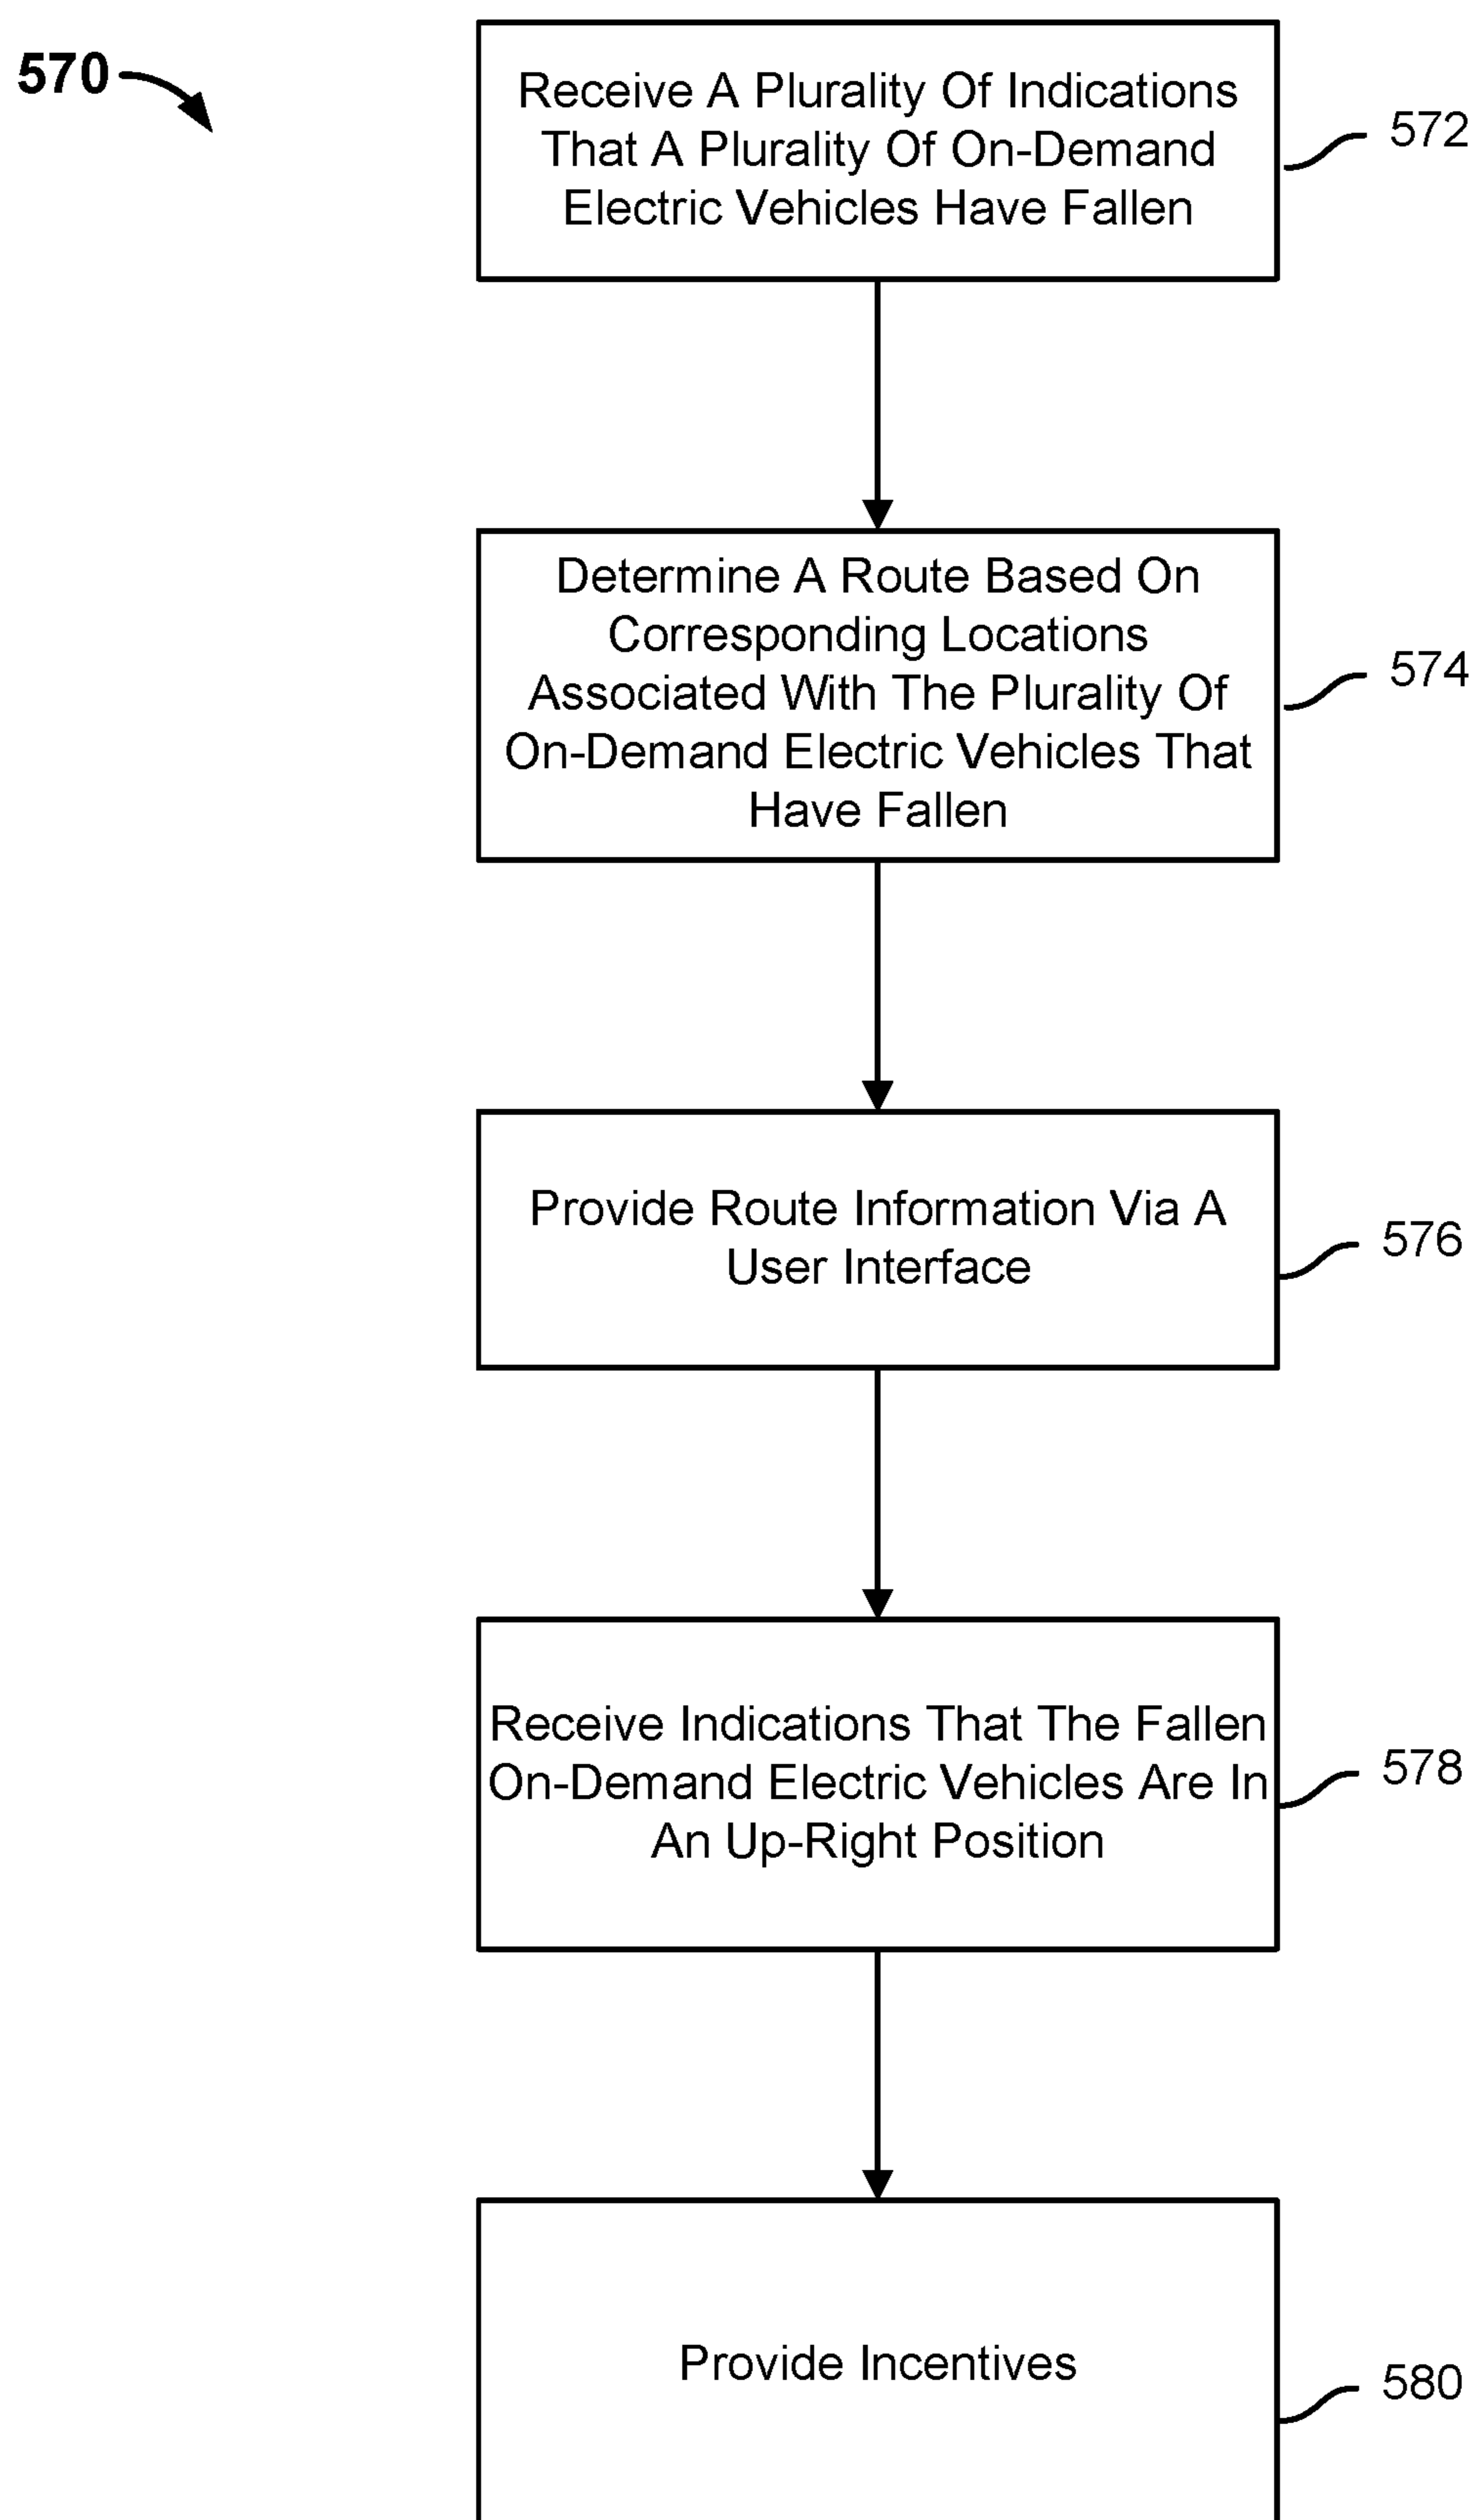 570
Receive A Plurality Of Indications
That A Plurality Of On-Demand
Electric Vehicles Have Fallen
572
Determine A Route Based On
Corresponding Locations
Associated With The Plurality Of
On-Demand Electric Vehicles That
Have Fallen
574
Provide Route Information Via A
User Interface
576
Receive Indications That The Fallen
On-Demand Electric Vehicles Are In
An Up-Right Position
578
Provide Incentives
580